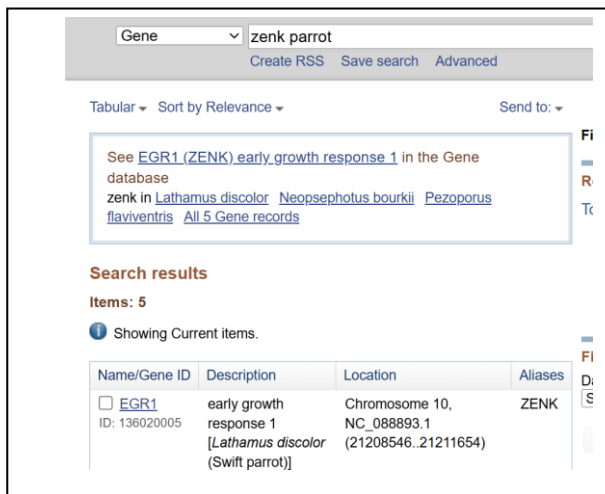 Gene
zenk parrot
Create RSS Save search Advanced
Tabular Sort by Relevance Send to:
See EGR1 (ZENK) early growth response 1 in the Gene
database
zenk in Lathamus discolor Neopsephotus bourkii Pezoporus
flaviventris All 5 Gene records
Search results
Items: 5
Showing Current items.
Name/Gene ID Description Location Aliases
EGR1
ID: 136020005
early growth
response 1
[Lathamus discolor
(Swift parrot)]
Chromosome 10,
NC_088893.1
(21208546..21211654)
ZENK